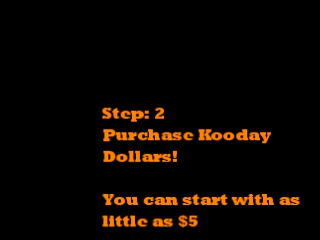 Step: 2
Purchase Kooday
Dollars!
You can start with as
little as $5